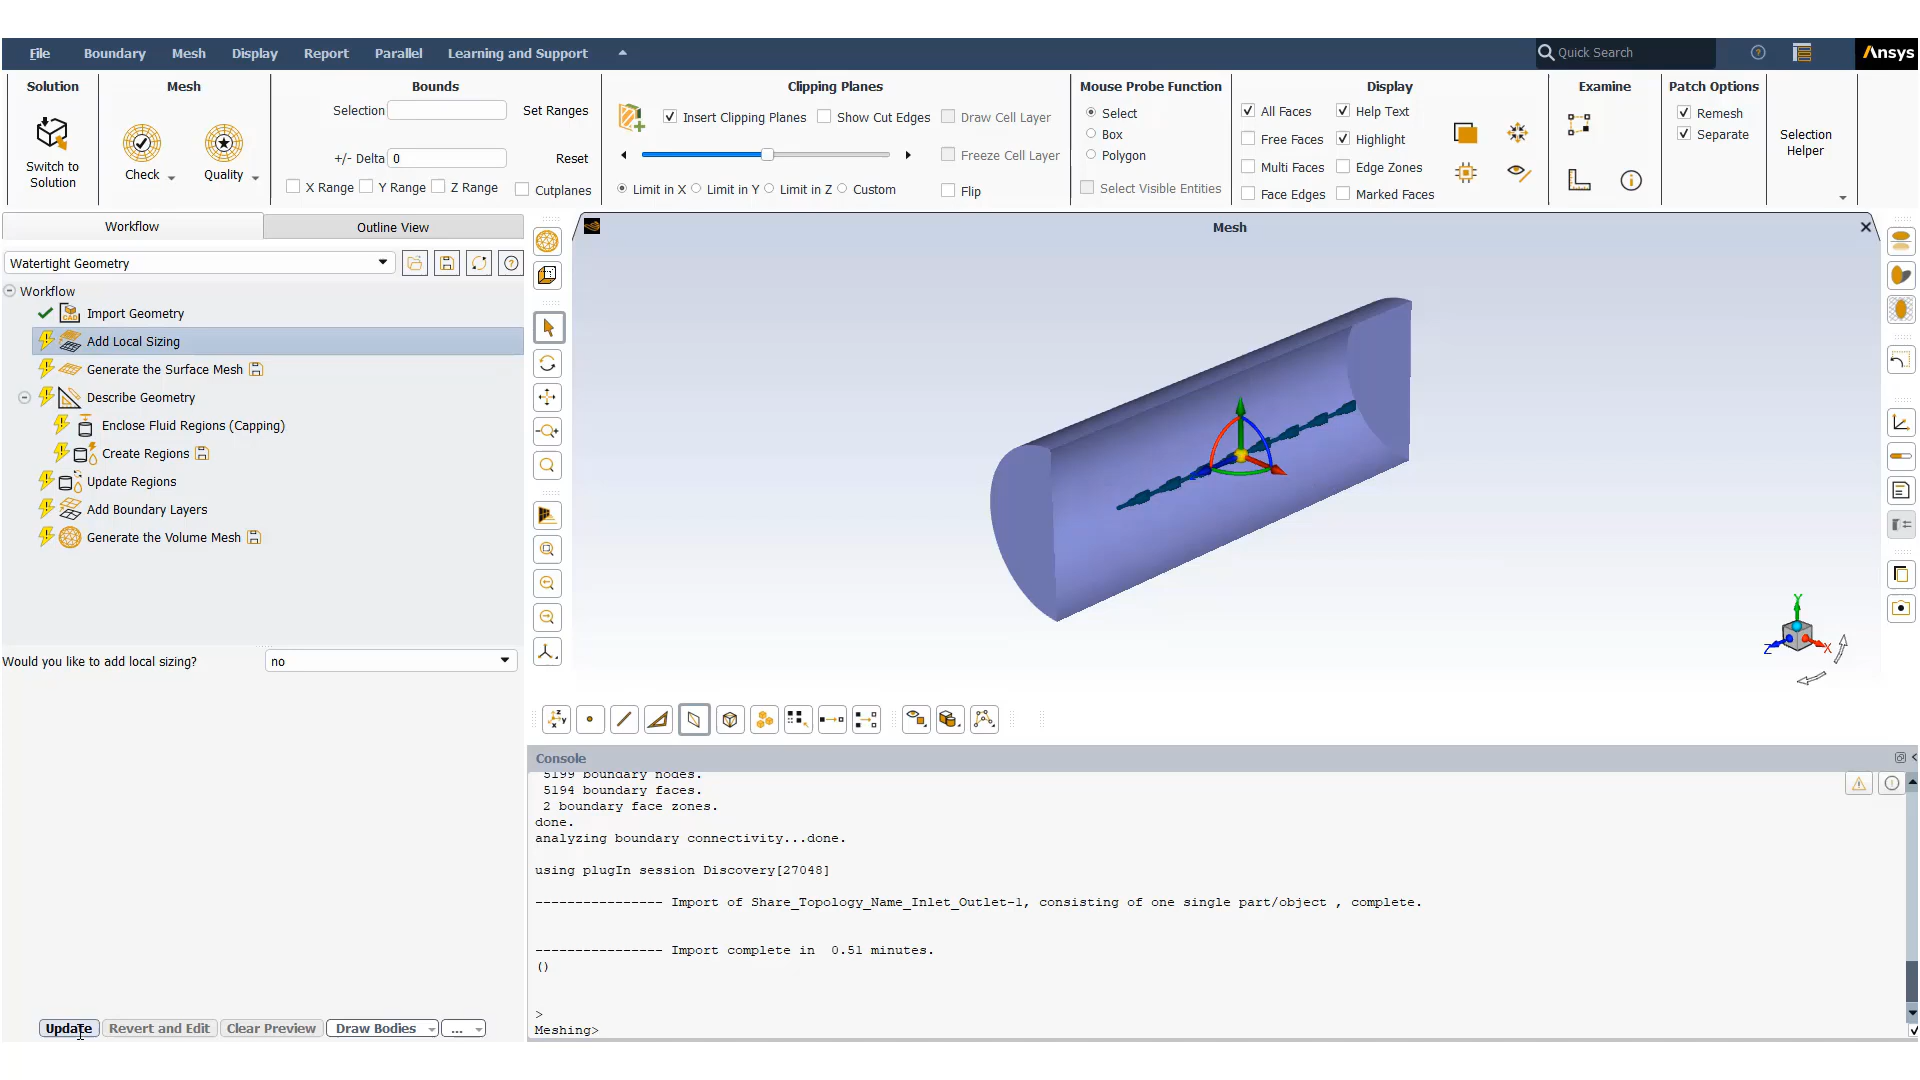 File Boundary Mesh Display Report Parallel Learning and Support
Quick Search
Ansys
Solution
Switch to
Solution
Mesh
Check
Quality
Bounds
Selection
Set Ranges
+/- Delta 0
Reset
X Range Y Range Z Range Cutplanes
Clipping Planes
Insert Clipping Planes Show Cut Edges Draw Cell Layer
Freeze Cell Layer
Limit in X Limit in Y Limit in Z Custom Flip
Mouse Probe Function
Select
Box
Polygon
Select Visible Entities
Display
All Faces Help Text
Free Faces Highlight
Multi Faces Edge Zones
Face Edges Marked Faces
Examine
Patch Options
Remesh
Separate
Selection
Helper
Workflow Outline View
Watertight Geometry
Workflow
Import Geometry
Add Local Sizing
Generate the Surface Mesh
Describe Geometry
Enclose Fluid Regions (Capping)
Create Regions
Update Regions
Add Boundary Layers
Generate the Volume Mesh
Would you like to add local sizing? no
Update Revert and Edit Clear Preview Draw Bodies ...
Mesh
Y
Z
X
Console
5199 boundary nodes.
5194 boundary faces.
2 boundary face zones.
done.
analyzing boundary connectivity...done.
using plugIn session Discovery[27048]
---------------- Import of Share_Topology_Name_Inlet_Outlet-1, consisting of one single part/object , complete.
---------------- Import complete in 0.51 minutes.
()
>
Meshing>